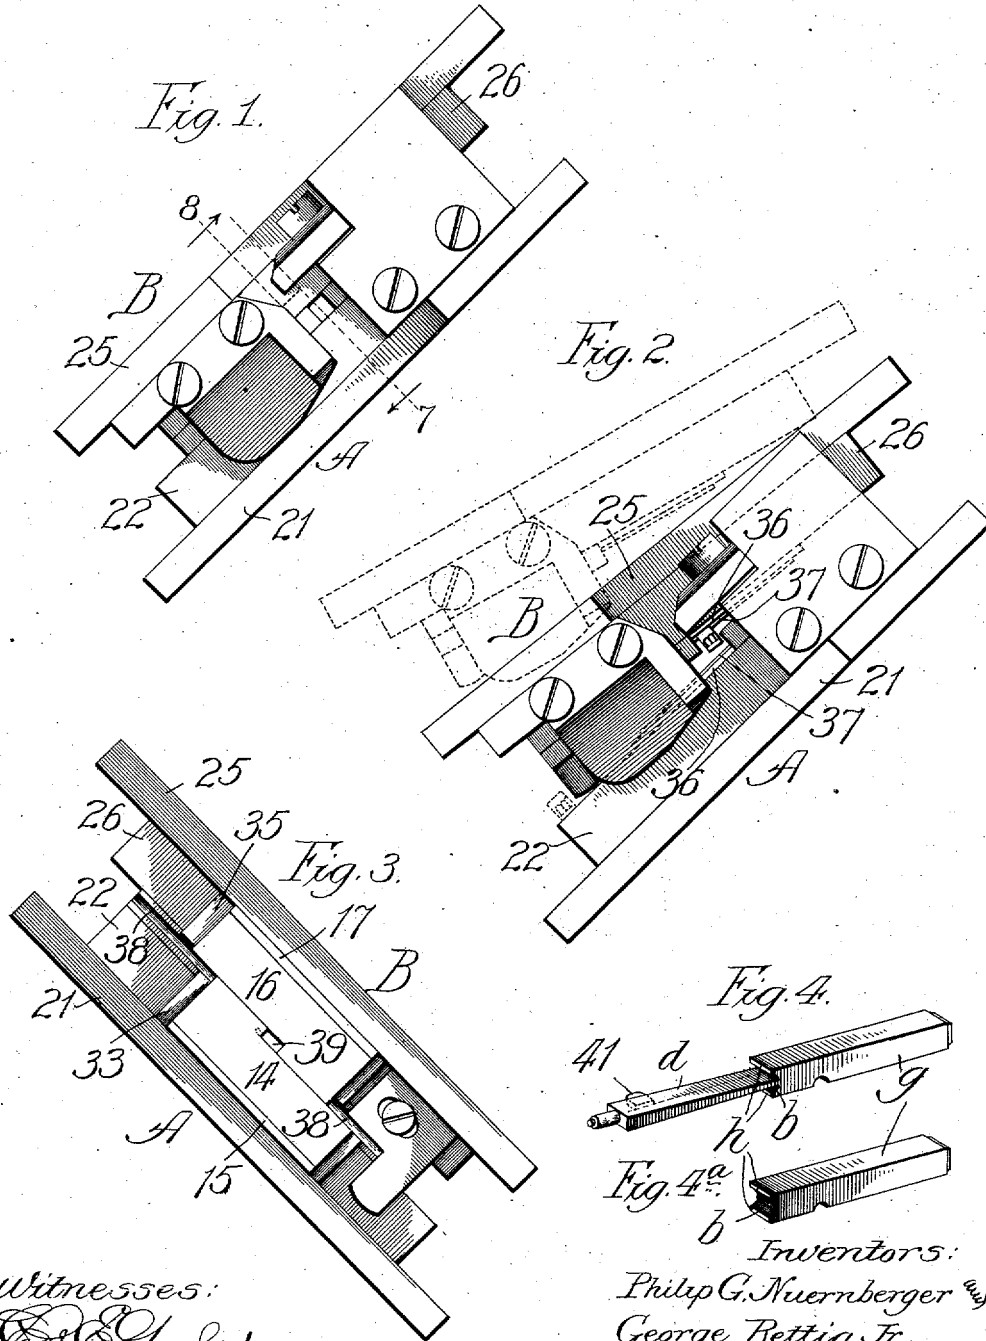 Fig. 1.
26
8
B
25
7
A
22
21
Fig. 2.
26
25
36
37
B
21
37
A
36
22
25
26
35
Fig. 3.
17
22
38
16
B
21
39
33
14
38
A
15
Fig. 4.
41
d
g
h
b
Fig. 4a.
b
Inventors:
Witnesses:
Philip G. Nuernberger
George Rettig Jr.